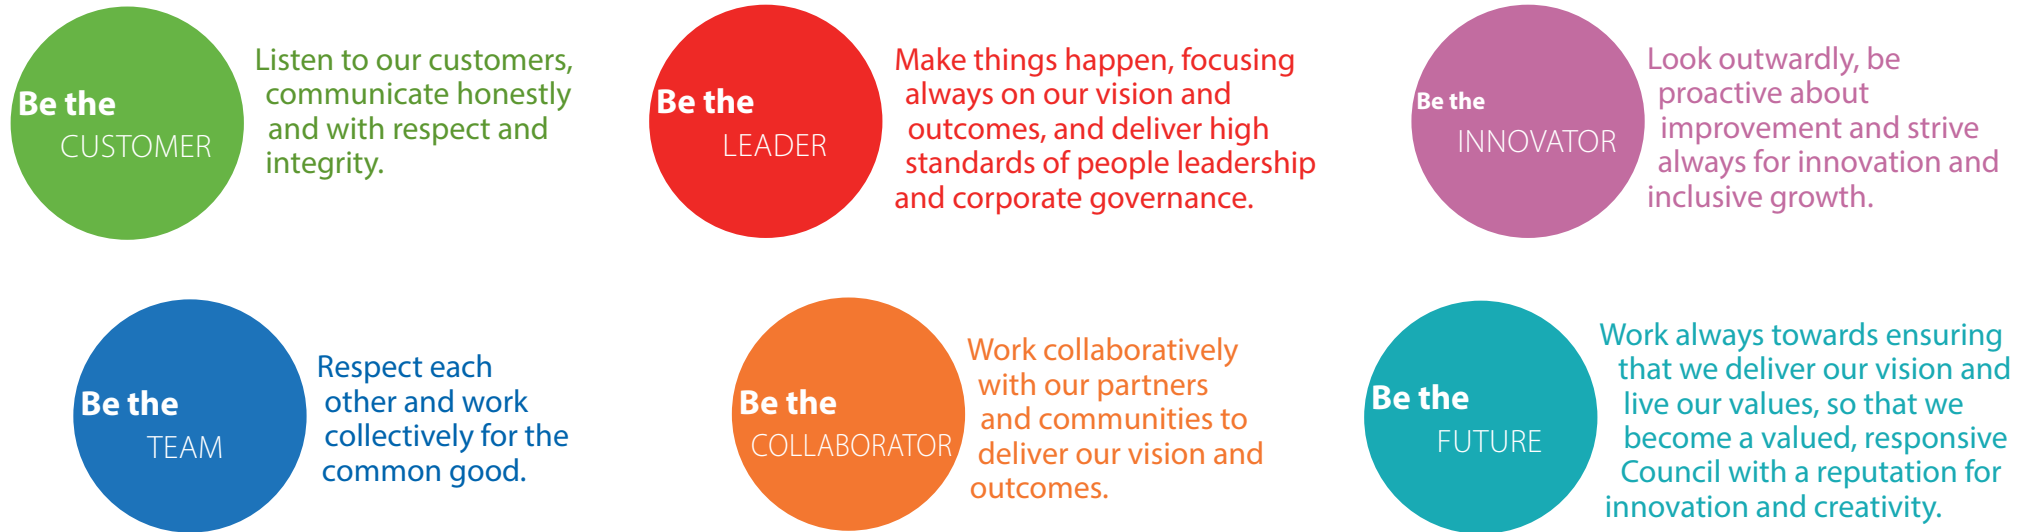 Be the
CUSTOMER
Listen to our customers,
communicate honestly
and with respect and
integrity.
Be the
LEADER
Make things happen, focusing
always on our vision and
outcomes, and deliver high
standards of people leadership
and corporate governance.
Be the
INNOVATOR
Look outwardly, be
proactive about
improvement and strive
always for innovation and
inclusive growth.
Be the
TEAM
Respect each
other and work
collectively for the
common good.
Be the
COLLABORATOR
Work collaboratively
with our partners
and communities to
deliver our vision and
outcomes.
Be the
FUTURE
Work always towards ensuring
that we deliver our vision and
live our values, so that we
become a valued, responsive
Council with a reputation for
innovation and creativity.